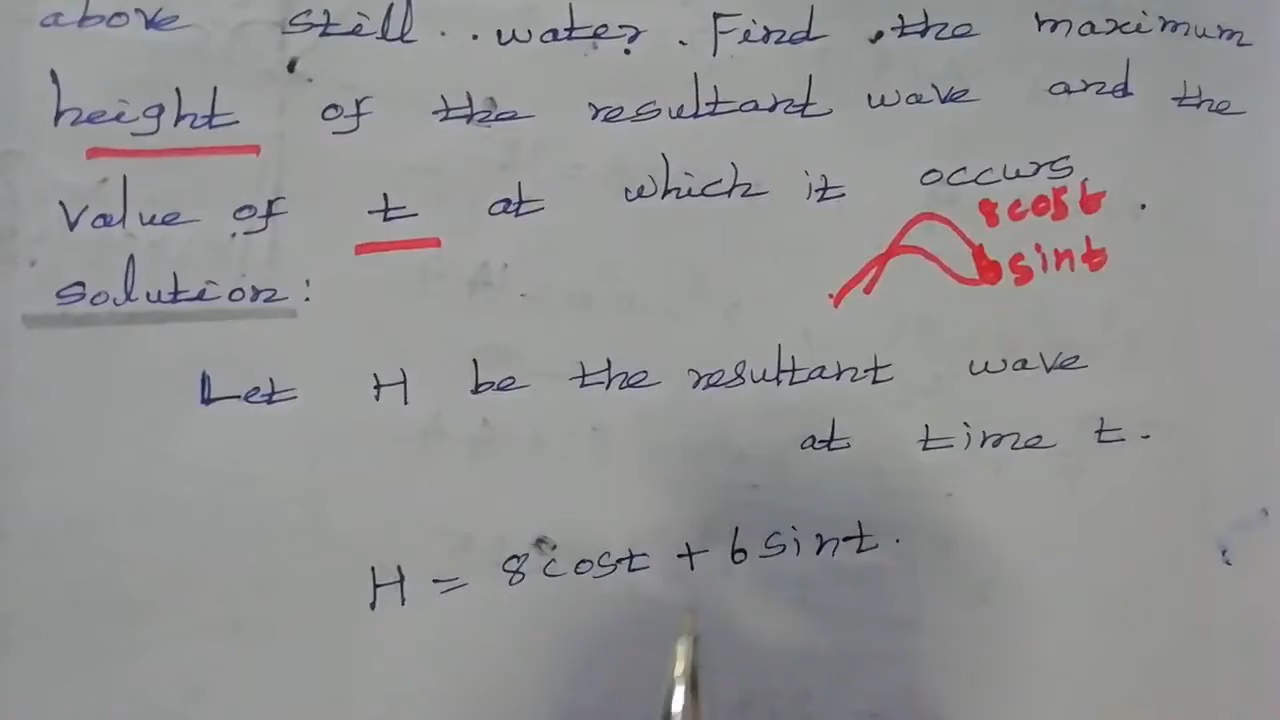 above still..water. Find the maximum
height of the resultant wave and the
value of t at which it occurs.
8cost
6sint
solution:
Let H be the resultant wave
at time t.
H = 8cost + 6sint.